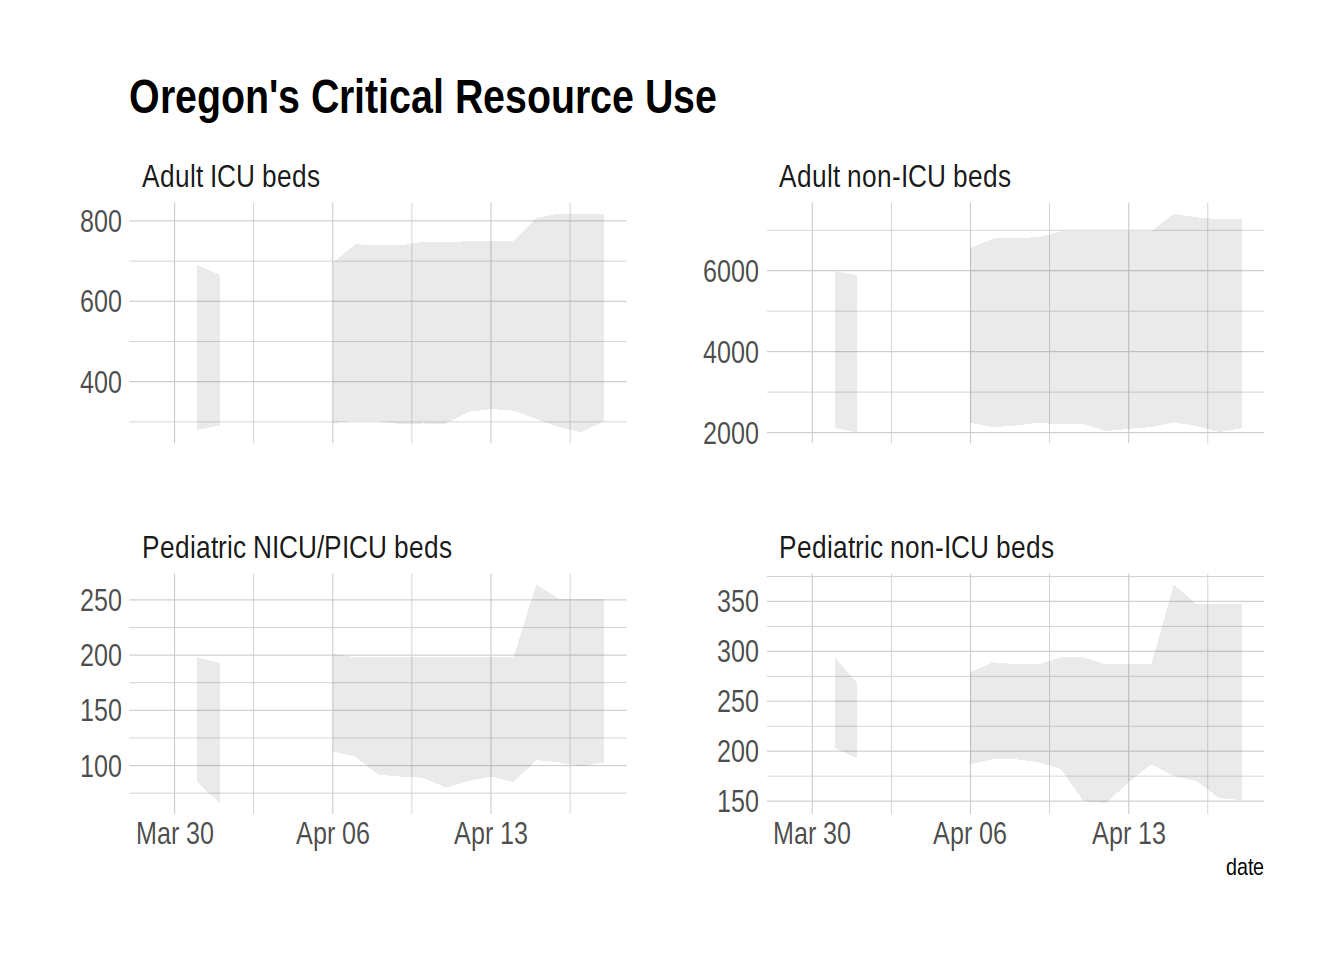 Oregon's Critical Resource Use
Adult ICU beds
800
600
400
Adult non-ICU beds
6000
4000
2000
Pediatric NICU/PICU beds
250
200
150
100
Mar 30 Apr 06 Apr 13
Pediatric non-ICU beds
350
300
250
200
150
Mar 30 Apr 06 Apr 13
date